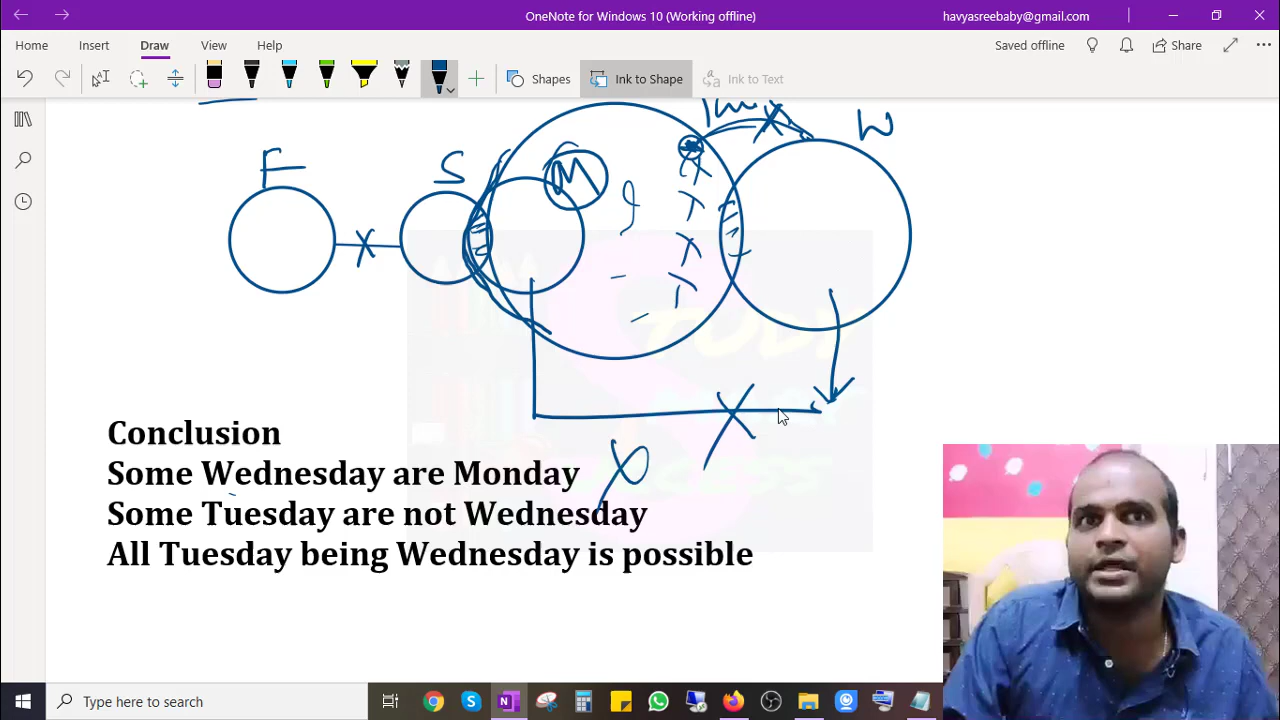 OneNote for Windows 10 (Working offline)
havyasreebaby@gmail.com
Home Insert Draw View Help
Saved offline
Share
Shapes
Ink to Shape
Ink to Text
W
F
S
M
T
T
Conclusion
Some Wednesday are Monday
Some Tuesday are not Wednesday
All Tuesday being Wednesday is possible
Type here to search